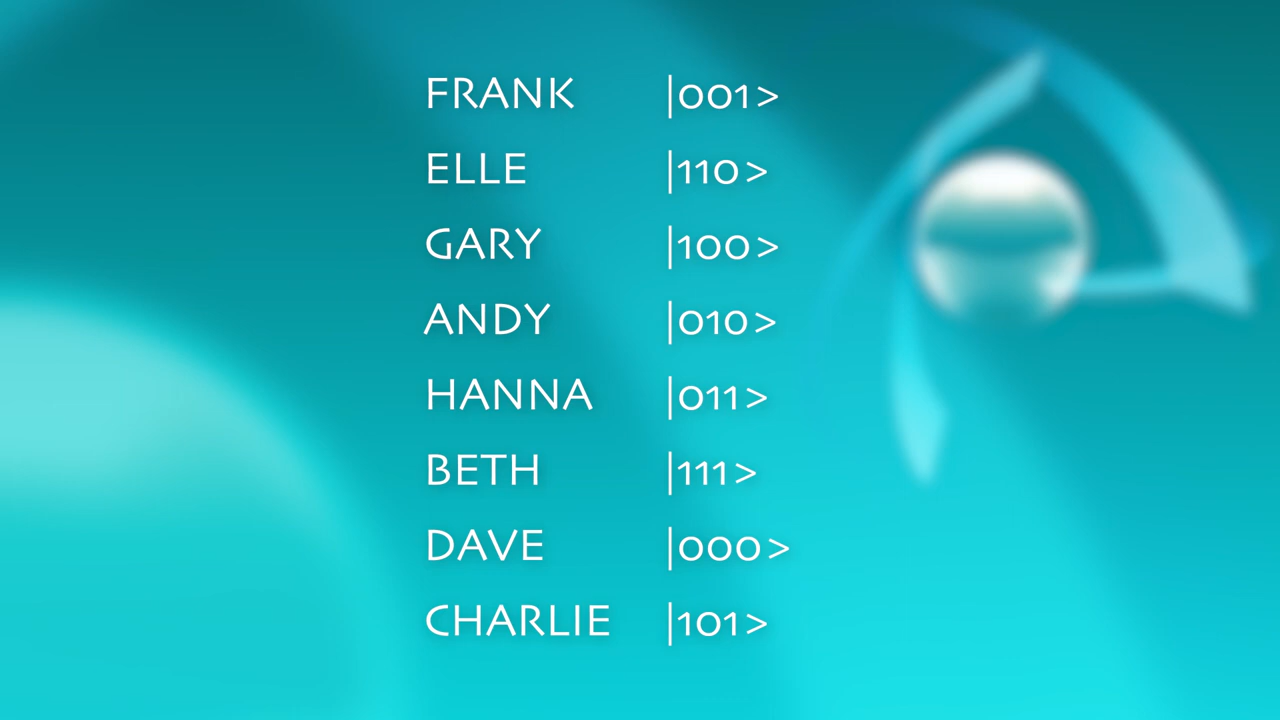 FRANK |001>
ELLE |110>
GARY |100>
ANDY |010>
HANNA |011>
BETH |111>
DAVE |000>
CHARLIE |101>